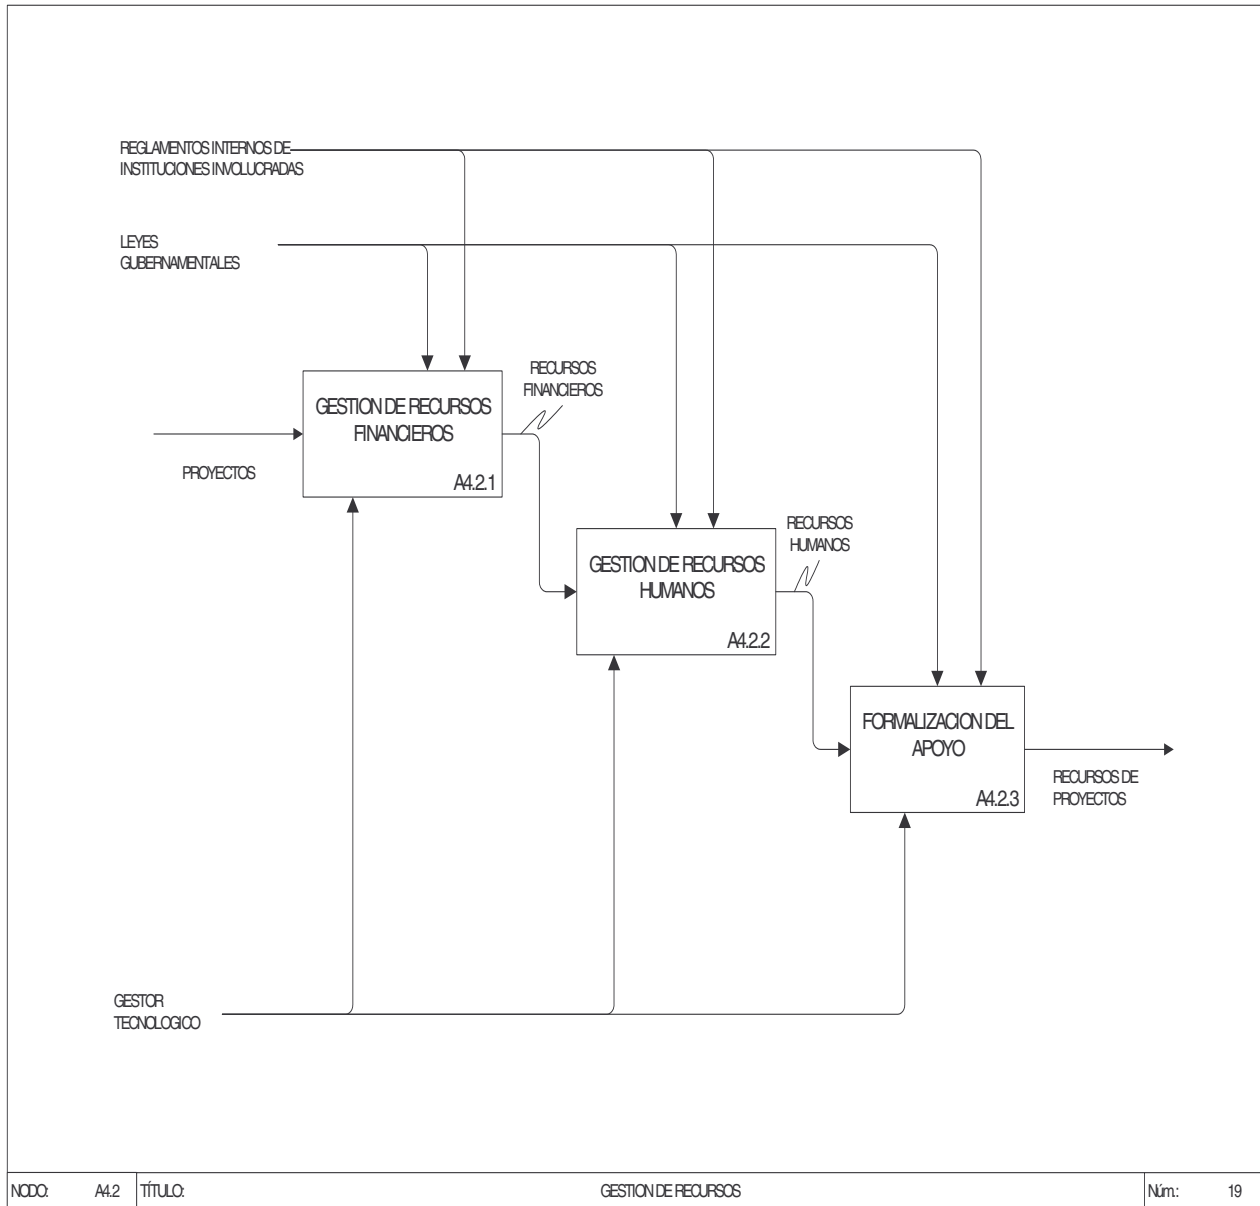 REGLAMENTOS INTERNOS DE
INSTITUCIONES INVOLUCRADAS
LEYES
GUBERNAMENTALES
RECURSOS
FINANCIEROS
GESTION DE RECURSOS
FINANCIEROS
A4.2.1
PROYECTOS
RECURSOS
HUMANOS
GESTION DE RECURSOS
HUMANOS
A4.2.2
FORMALIZACION DEL
APOYO
A4.2.3
RECURSOS DE
PROYECTOS
GESTOR
TECNOLOGICO
NODO: A4.2 TÍTULO: GESTION DE RECURSOS Núm.: 19